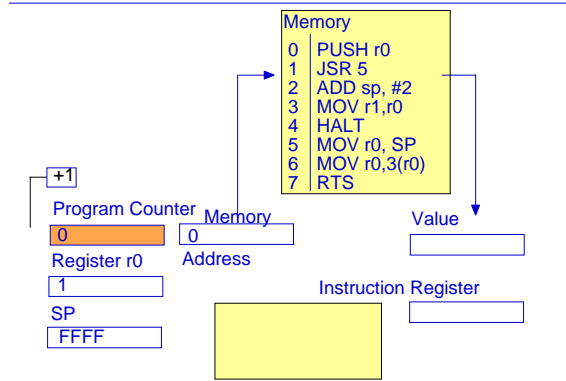 Memory
0 PUSH r0
1 JSR 5
2 ADD sp, #2
3 MOV r1,r0
4 HALT
5 MOV r0, SP
6 MOV r0,3(r0)
7 RTS
+1
Program Counter
0
Memory
0
Address
Value
Register r0
1
Instruction Register
SP
FFFF